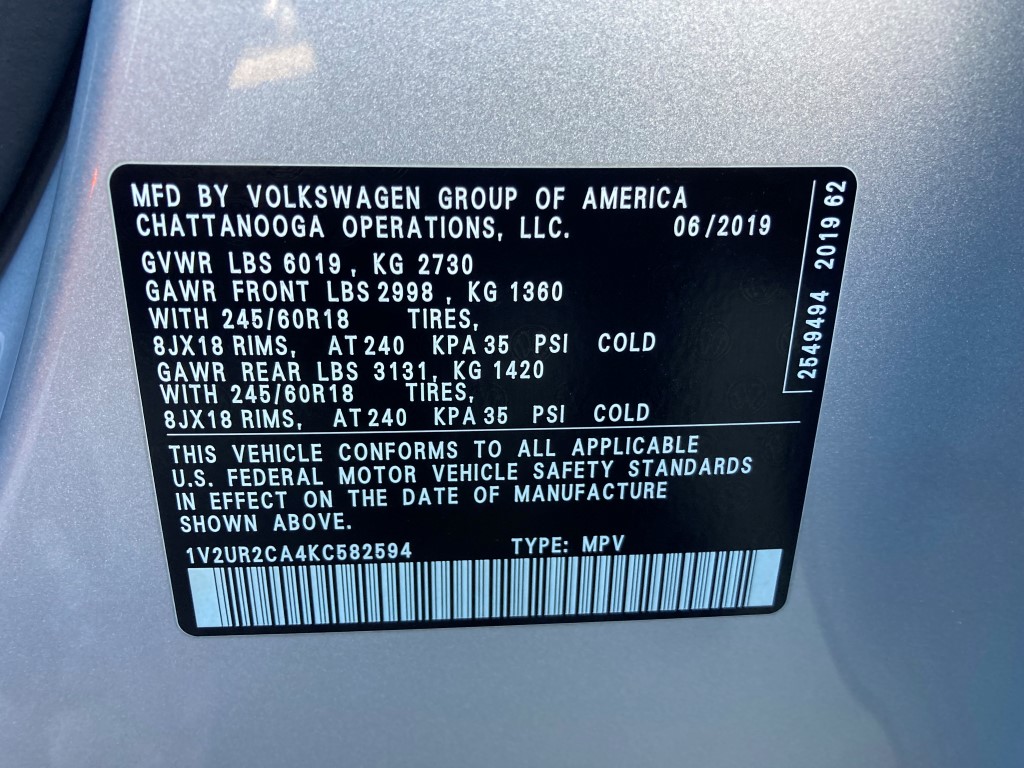 MFD BY VOLKSWAGEN GROUP OF AMERICA
CHATTANOOGA OPERATIONS, LLC. 06/2019
GVWR LBS 6019, KG 2730
GAWR FRONT LBS 2998, KG 1360
WITH 245/60R18 TIRES,
8JX18 RIMS, AT 240 KPA 35 PSI COLD
GAWR REAR LBS 3131, KG 1420
WITH 245/60R18 TIRES,
8JX18 RIMS, AT 240 KPA 35 PSI COLD
THIS VEHICLE CONFORMS TO ALL APPLICABLE
U.S. FEDERAL MOTOR VEHICLE SAFETY STANDARDS
IN EFFECT ON THE DATE OF MANUFACTURE
SHOWN ABOVE.
1V2UR2CA4KC582594 TYPE: MPV
2549494 2019 62